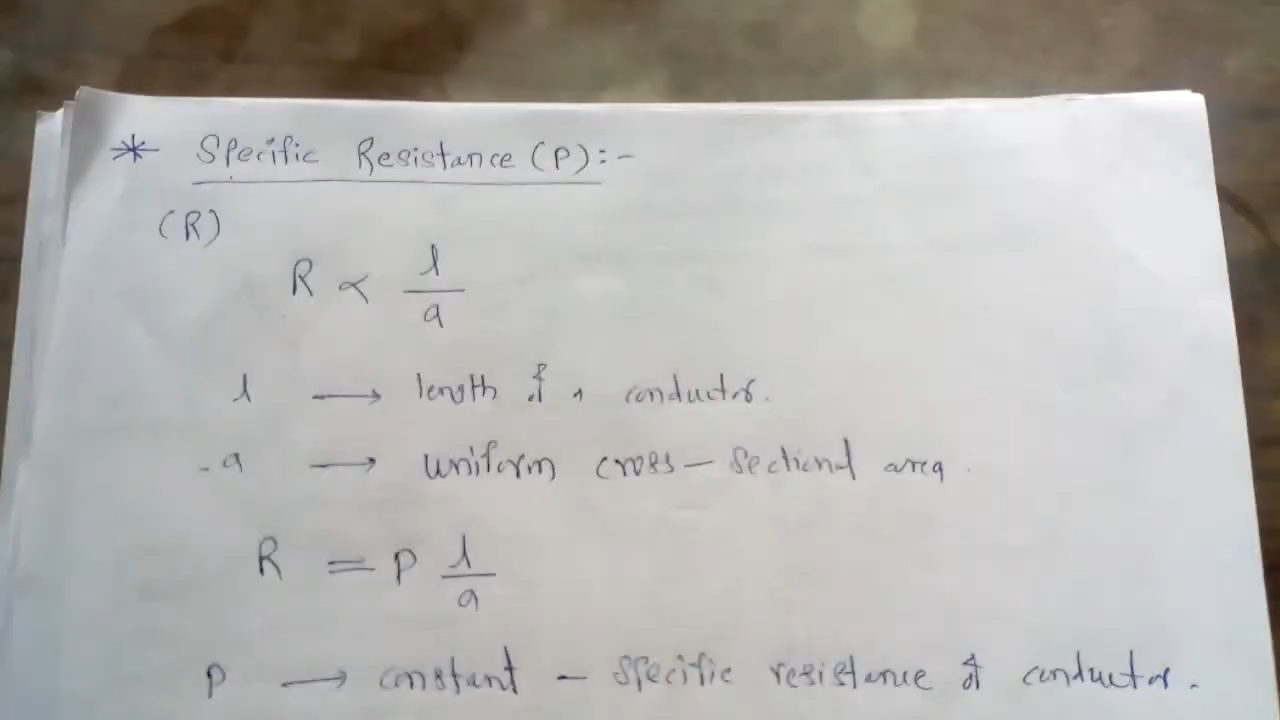 * Specific Resistance (P):-
(R)
R ∝ l/a
l → length of a conductor.
- a → uniform cross-sectional area.
R = P l/a
P → constant - specific resistance of conductor.